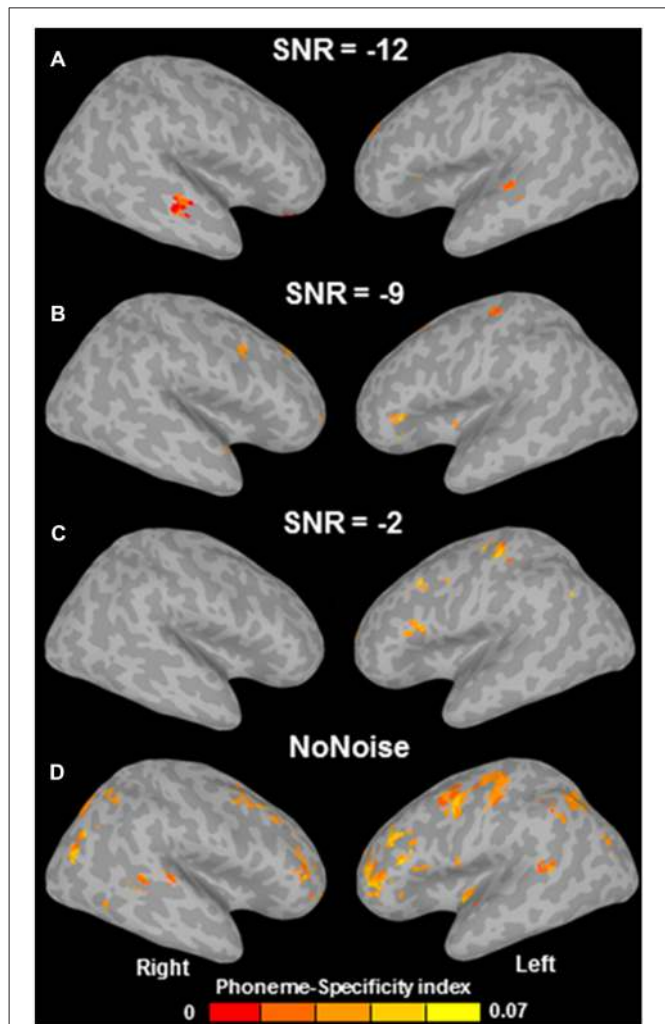 A
SNR = -12
B
SNR = -9
C
SNR = -2
D
NoNoise
Right
Left
Phoneme-Specificity index
0
0.07